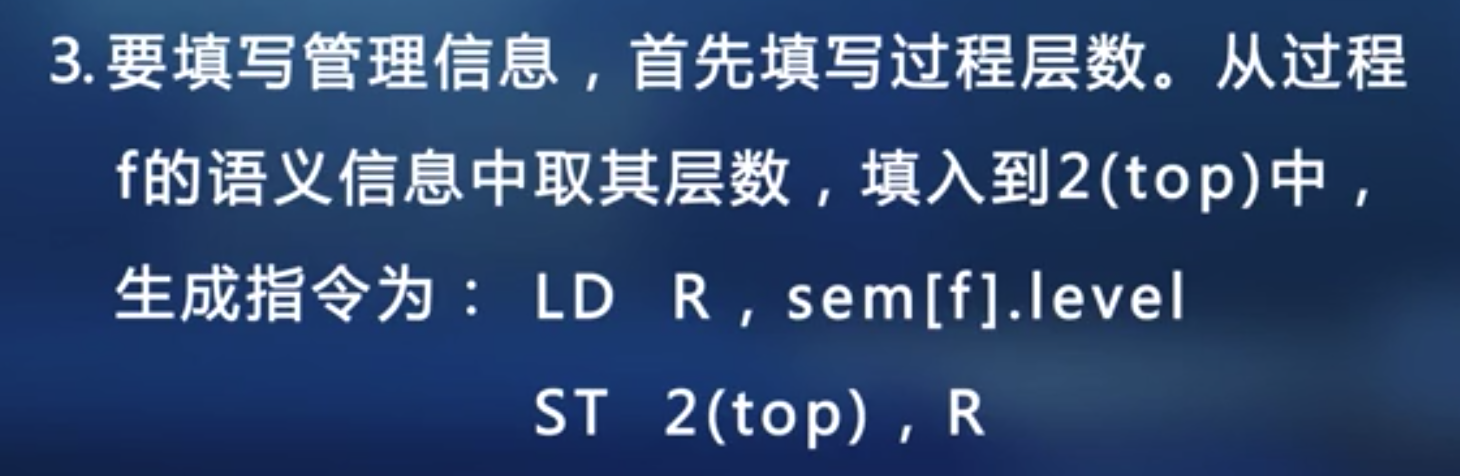 3.要填写管理信息，首先填写过程层数。从过程
f的语义信息中取其层数，填入到2(top)中，
生成指令为： LD R，sem[f].level
ST 2(top)，R